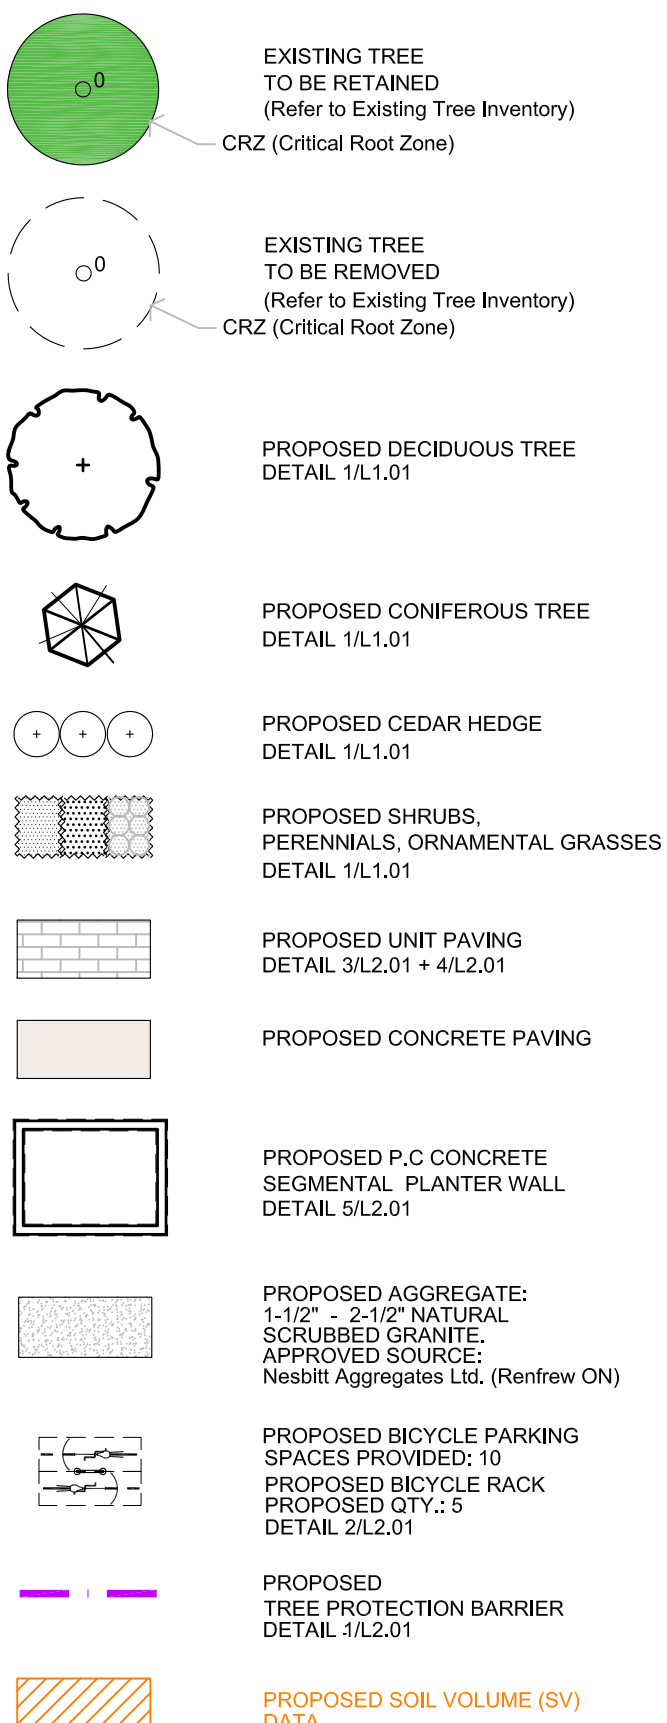 0
EXISTING TREE
TO BE RETAINED
(Refer to Existing Tree Inventory)
CRZ (Critical Root Zone)
0
EXISTING TREE
TO BE REMOVED
(Refer to Existing Tree Inventory)
CRZ (Critical Root Zone)
PROPOSED DECIDUOUS TREE
DETAIL 1/L1.01
PROPOSED CONIFEROUS TREE
DETAIL 1/L1.01
PROPOSED CEDAR HEDGE
DETAIL 1/L1.01
PROPOSED SHRUBS,
PERENNIALS, ORNAMENTAL GRASSES
DETAIL 1/L1.01
PROPOSED UNIT PAVING
DETAIL 3/L2.01 + 4/L2.01
PROPOSED CONCRETE PAVING
PROPOSED P.C CONCRETE
SEGMENTAL PLANTER WALL
DETAIL 5/L2.01
PROPOSED AGGREGATE:
1-1/2" - 2-1/2" NATURAL
SCRUBBED GRANITE.
APPROVED SOURCE:
Nesbitt Aggregates Ltd. (Renfrew ON)
PROPOSED BICYCLE PARKING
SPACES PROVIDED: 10
PROPOSED BICYCLE RACK
PROPOSED QTY.: 5
DETAIL 2/L2.01
PROPOSED
TREE PROTECTION BARRIER
DETAIL 1/L2.01
PROPOSED SOIL VOLUME (SV)
DATA